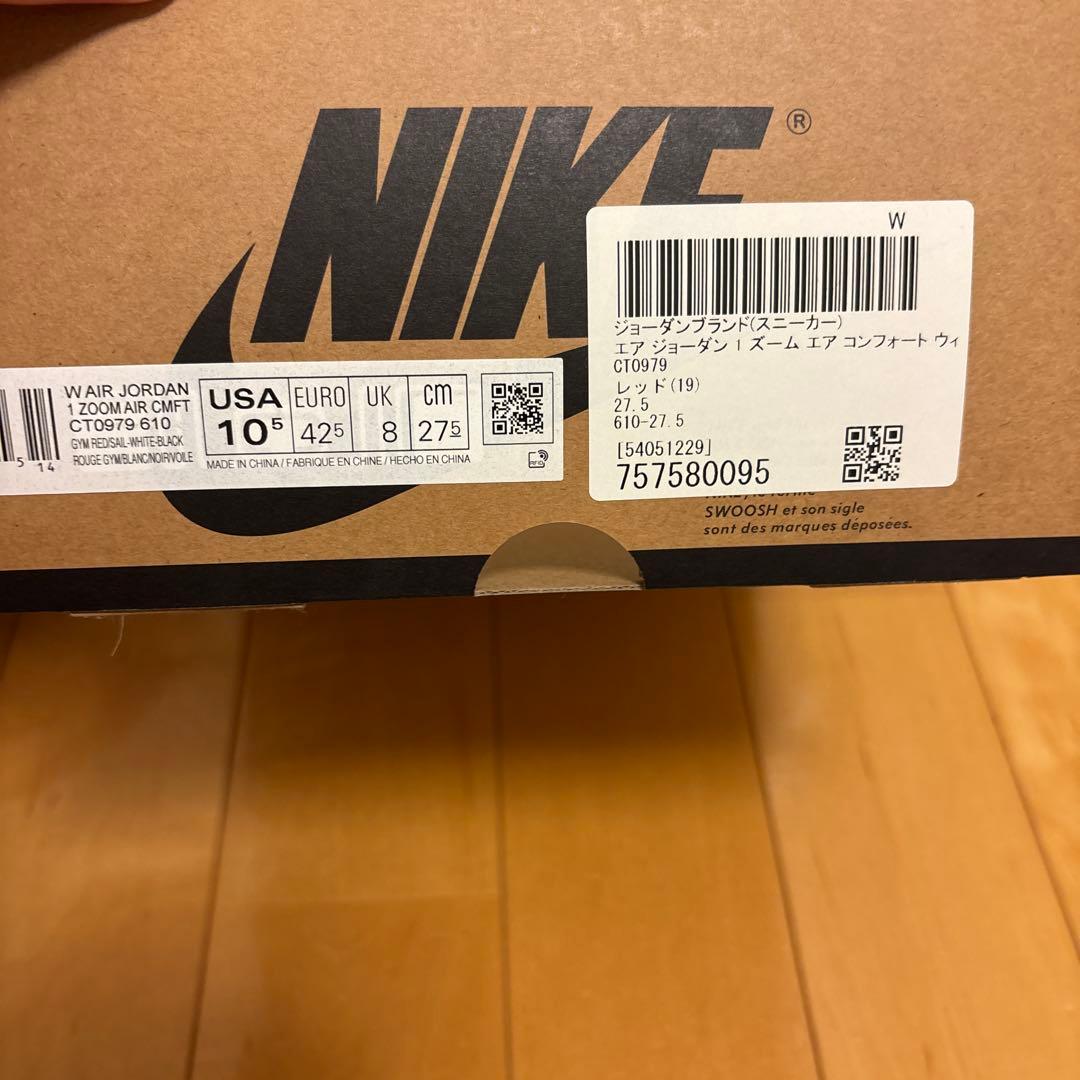 NIKE®
W AIR JORDAN
1 ZOOM AIR CMFT
CT0979 610
GYM RED/SAIL-WHITE-BLACK
ROUGE GYM/BLANC/NOIR/VOILE
5 14
USA
10⁵
EURO
42⁵
UK
8
cm
27⁵
MADE IN CHINA / FABRIQUE EN CHINE / HECHO EN CHINA
RFID
W
ジョーダンブランド(スニーカー)
エア ジョーダン 1 ズーム エア コンフォート ウィ
CT0979
レッド(19)
27.5
610-27.5
[54051229]
757580095
SWOOSH et son sigle
sont des marques déposées.